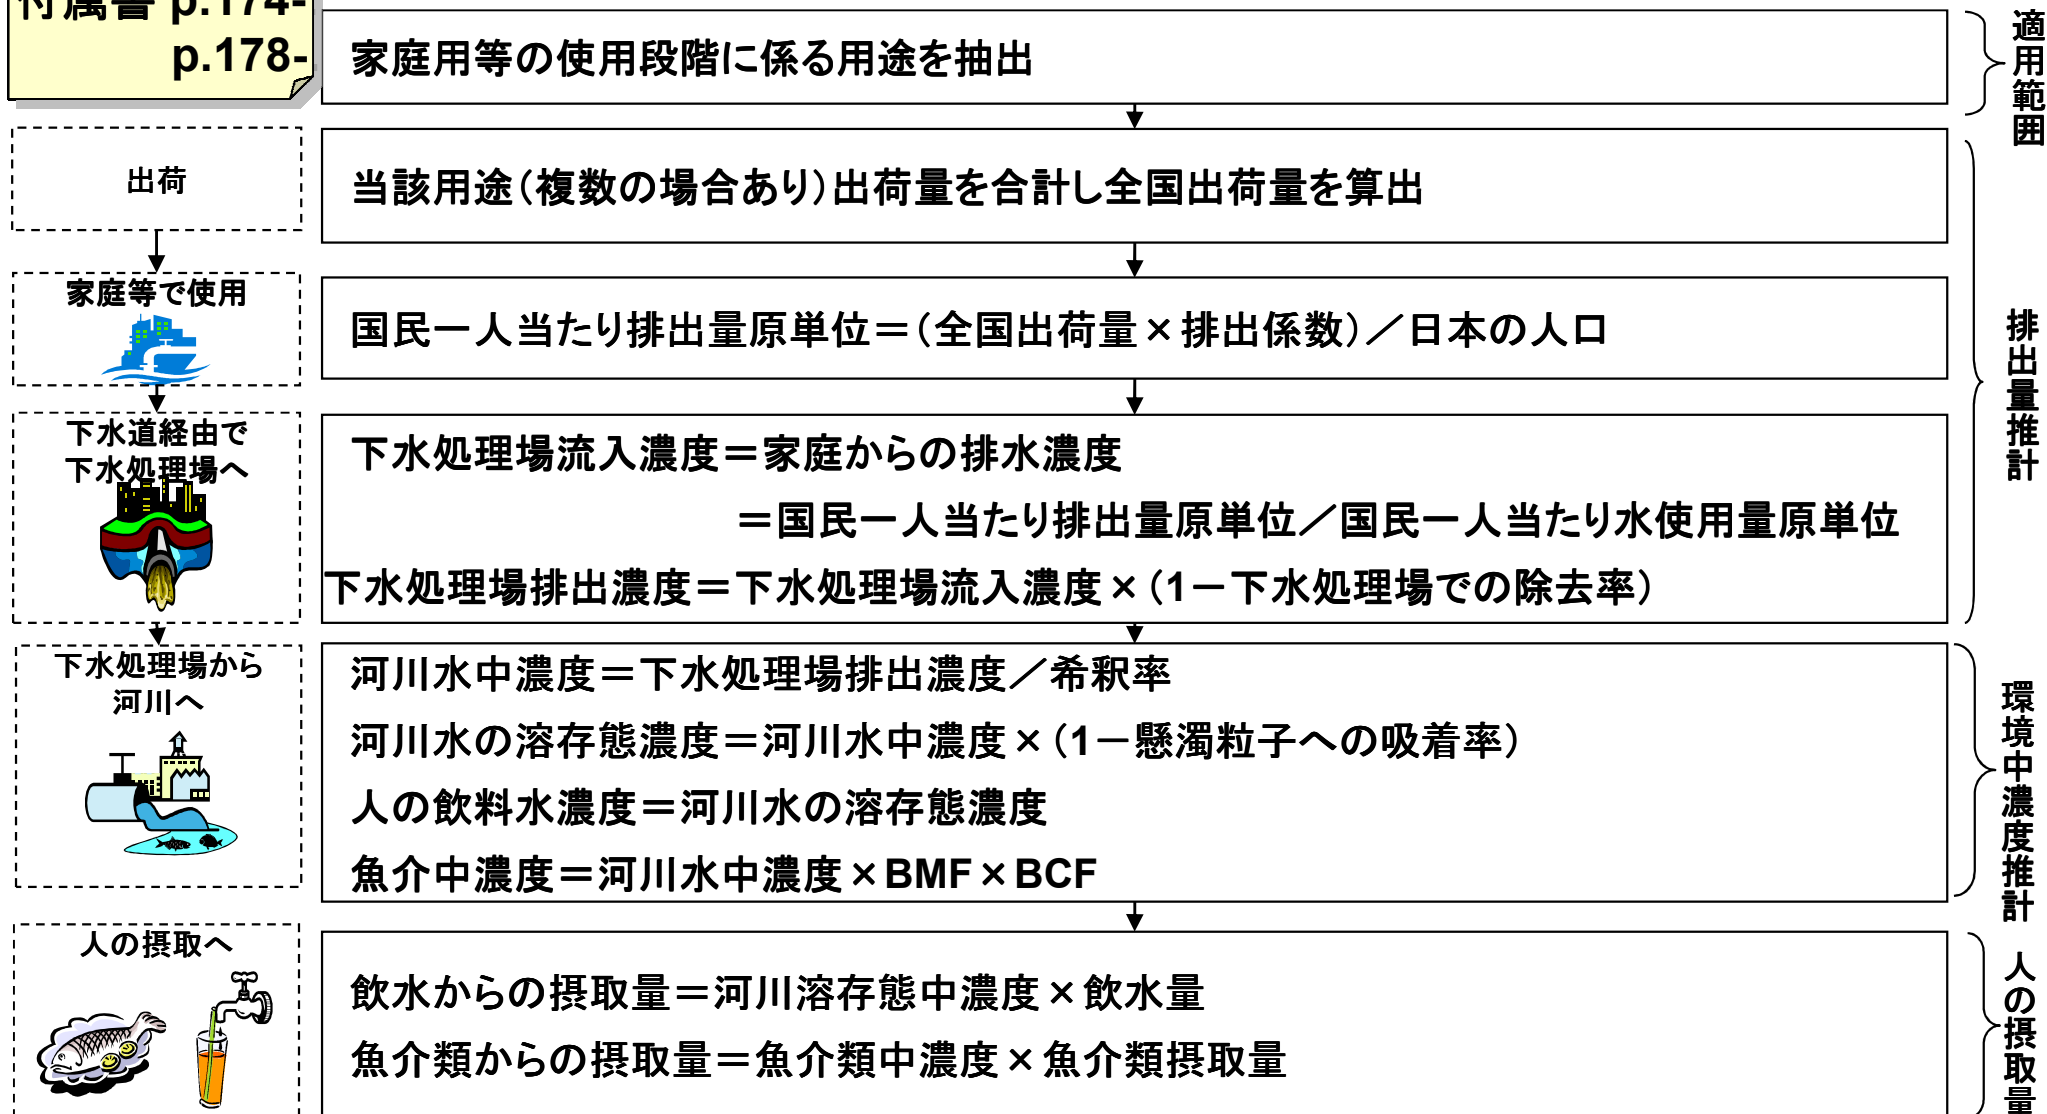 付属書 p.174-
p.178-
家庭用等の使用段階に係る用途を抽出
適用範囲
出荷
当該用途（複数の場合あり）出荷量を合計し全国出荷量を算出
家庭等で使用
国民一人当たり排出量原単位＝（全国出荷量×排出係数）／日本の人口
排出量推計
下水道経由で
下水処理場へ
下水処理場流入濃度＝家庭からの排水濃度
＝国民一人当たり排出量原単位／国民一人当たり水使用量原単位
下水処理場排出濃度＝下水処理場流入濃度×（1－下水処理場での除去率）
下水処理場から
河川へ
河川水中濃度＝下水処理場排出濃度／希釈率
河川水の溶存態濃度＝河川水中濃度×（1－懸濁粒子への吸着率）
人の飲料水濃度＝河川水の溶存態濃度
魚介中濃度＝河川水中濃度×BMF×BCF
環境中濃度推計
人の摂取へ
飲水からの摂取量＝河川溶存態中濃度×飲水量
魚介類からの摂取量＝魚介類中濃度×魚介類摂取量
人の摂取量